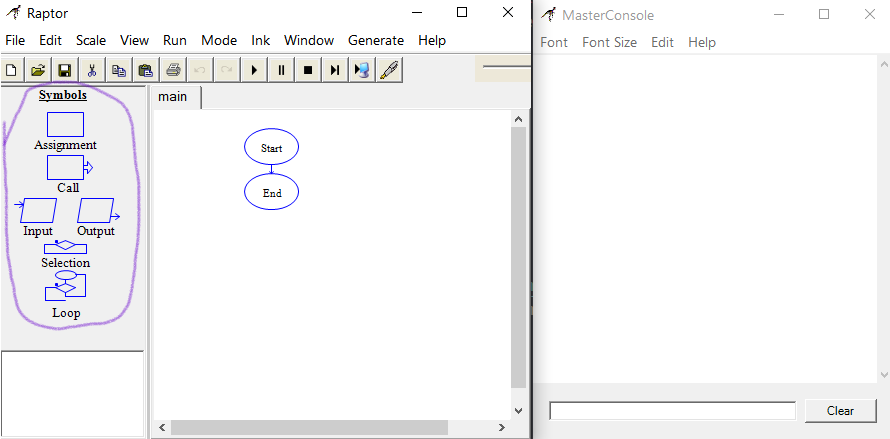 Raptor
File Edit Scale View Run Mode Ink Window Generate Help
Symbols
Assignment
Call
Input Output
Selection
Loop
main
Start
End
MasterConsole
Font Font Size Edit Help
Clear